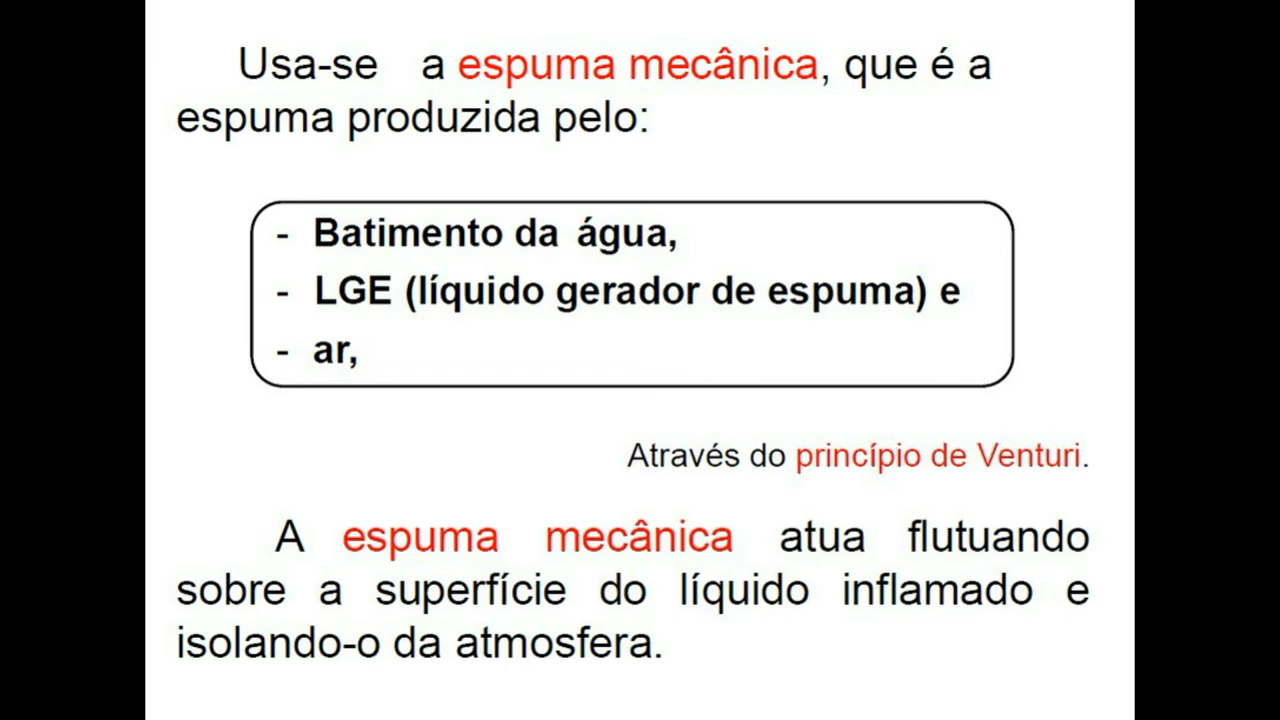 Usa-se a espuma mecânica, que é a
espuma produzida pelo:
- Batimento da água,
- LGE (líquido gerador de espuma) e
- ar,
Através do princípio de Venturi.
A espuma mecânica atua flutuando
sobre a superfície do líquido inflamado e
isolando-o da atmosfera.